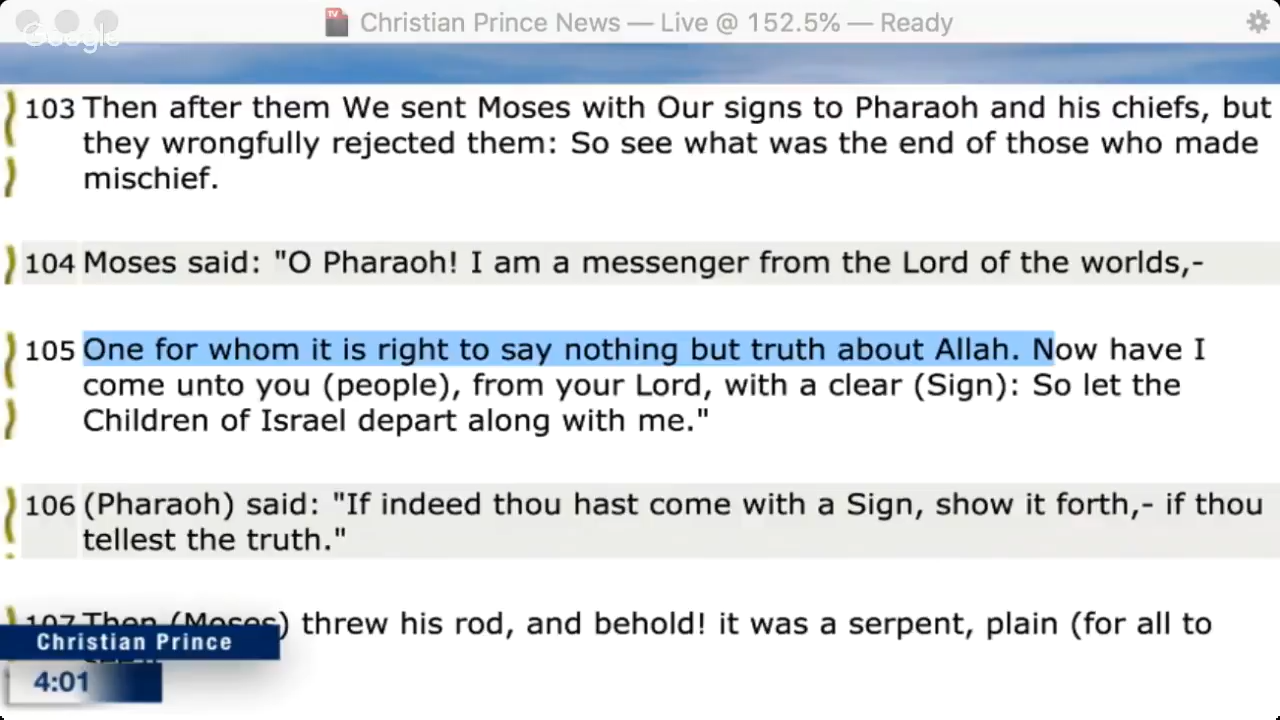 Christian Prince News — Live @ 152.5% — Ready
Google
103 Then after them We sent Moses with Our signs to Pharaoh and his chiefs, but
they wrongfully rejected them: So see what was the end of those who made
mischief.
104 Moses said: "O Pharaoh! I am a messenger from the Lord of the worlds,-
105 One for whom it is right to say nothing but truth about Allah. Now have I
come unto you (people), from your Lord, with a clear (Sign): So let the
Children of Israel depart along with me."
106 (Pharaoh) said: "If indeed thou hast come with a Sign, show it forth,- if thou
tellest the truth."
107 Then (Moses) threw his rod, and behold! it was a serpent, plain (for all to
Christian Prince
4:01